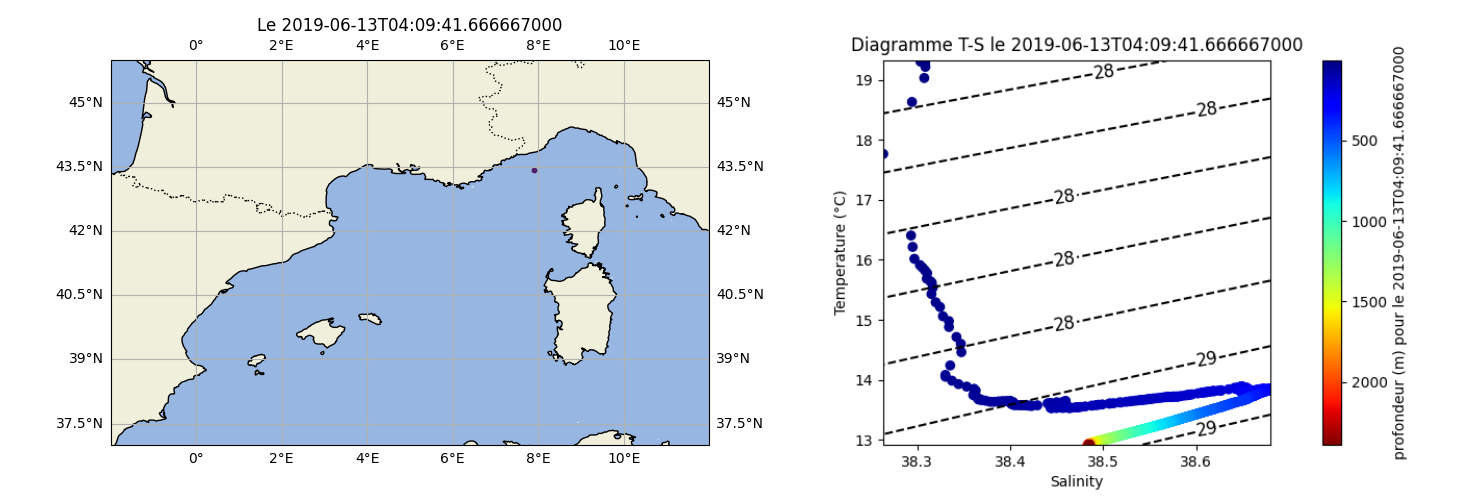 Le 2019-06-13T04:09:41.666667000
0° 2°E 4°E 6°E 8°E 10°E
45°N 45°N
43.5°N 43.5°N
42°N 42°N
40.5°N 40.5°N
39°N 39°N
37.5°N 37.5°N
0° 2°E 4°E 6°E 8°E 10°E
Diagramme T-S le 2019-06-13T04:09:41.666667000
Temperature (°C)
19
18
17
16
15
14
13
28
28
28
28
28
29
29
38.3 38.4 38.5 38.6
Salinity
500
1000
1500
2000
profondeur (m) pour le 2019-06-13T04:09:41.666667000